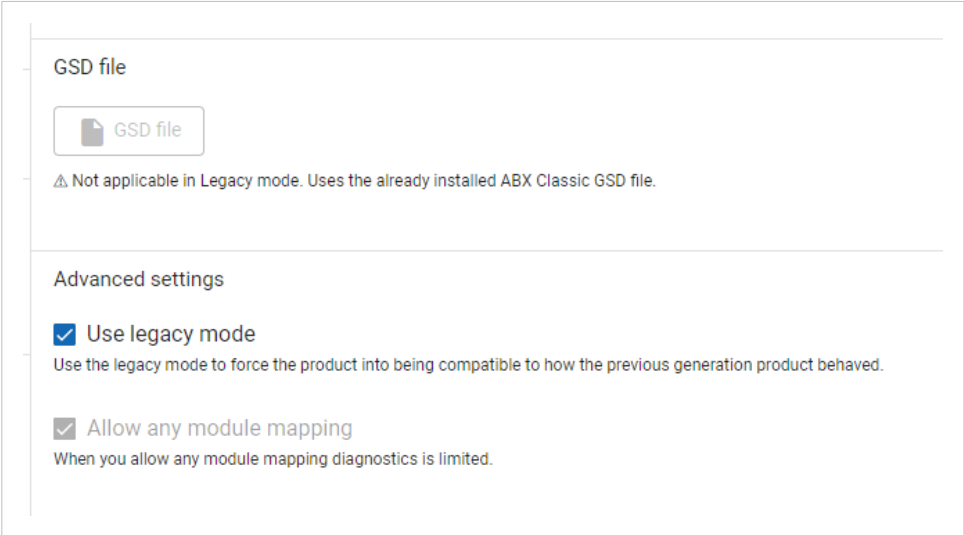 GSD file
GSD file
⚠ Not applicable in Legacy mode. Uses the already installed ABX Classic GSD file.
Advanced settings
Use legacy mode
Use the legacy mode to force the product into being compatible to how the previous generation product behaved.
Allow any module mapping
When you allow any module mapping diagnostics is limited.